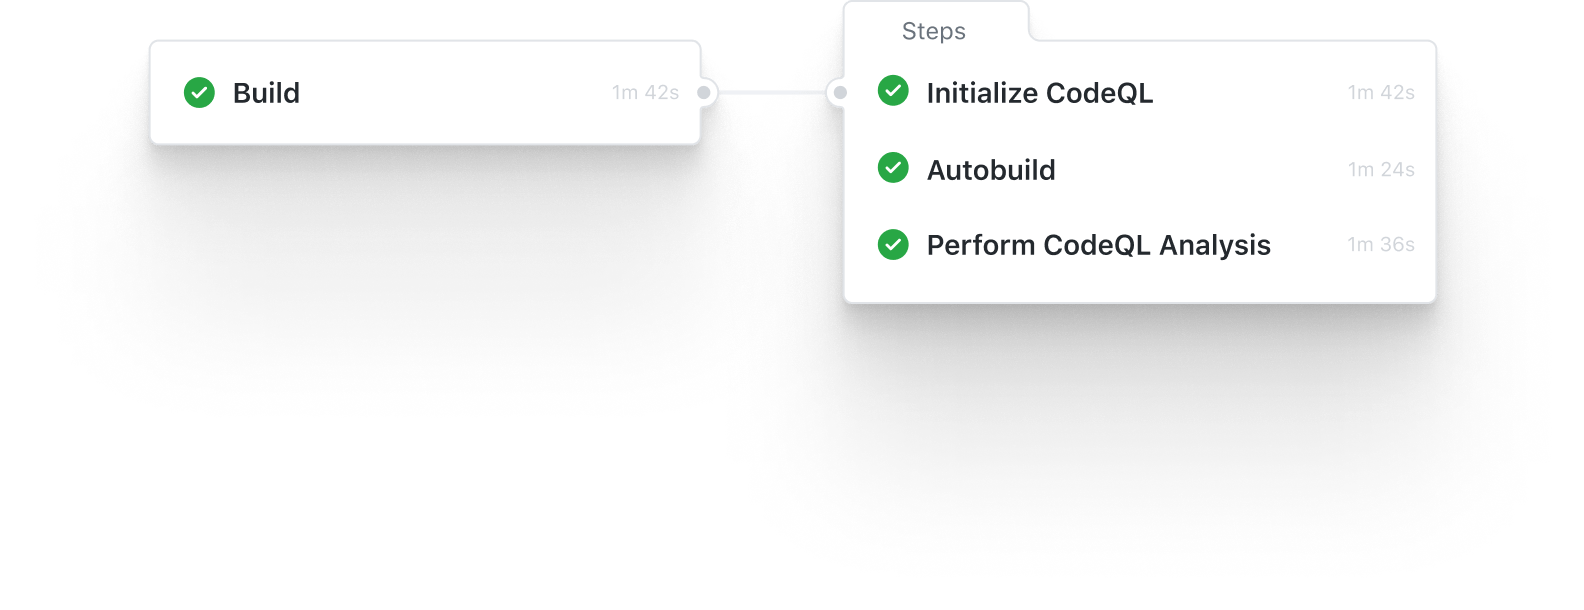 Build 1m 42s
Steps
Initialize CodeQL 1m 42s
Autobuild 1m 24s
Perform CodeQL Analysis 1m 36s